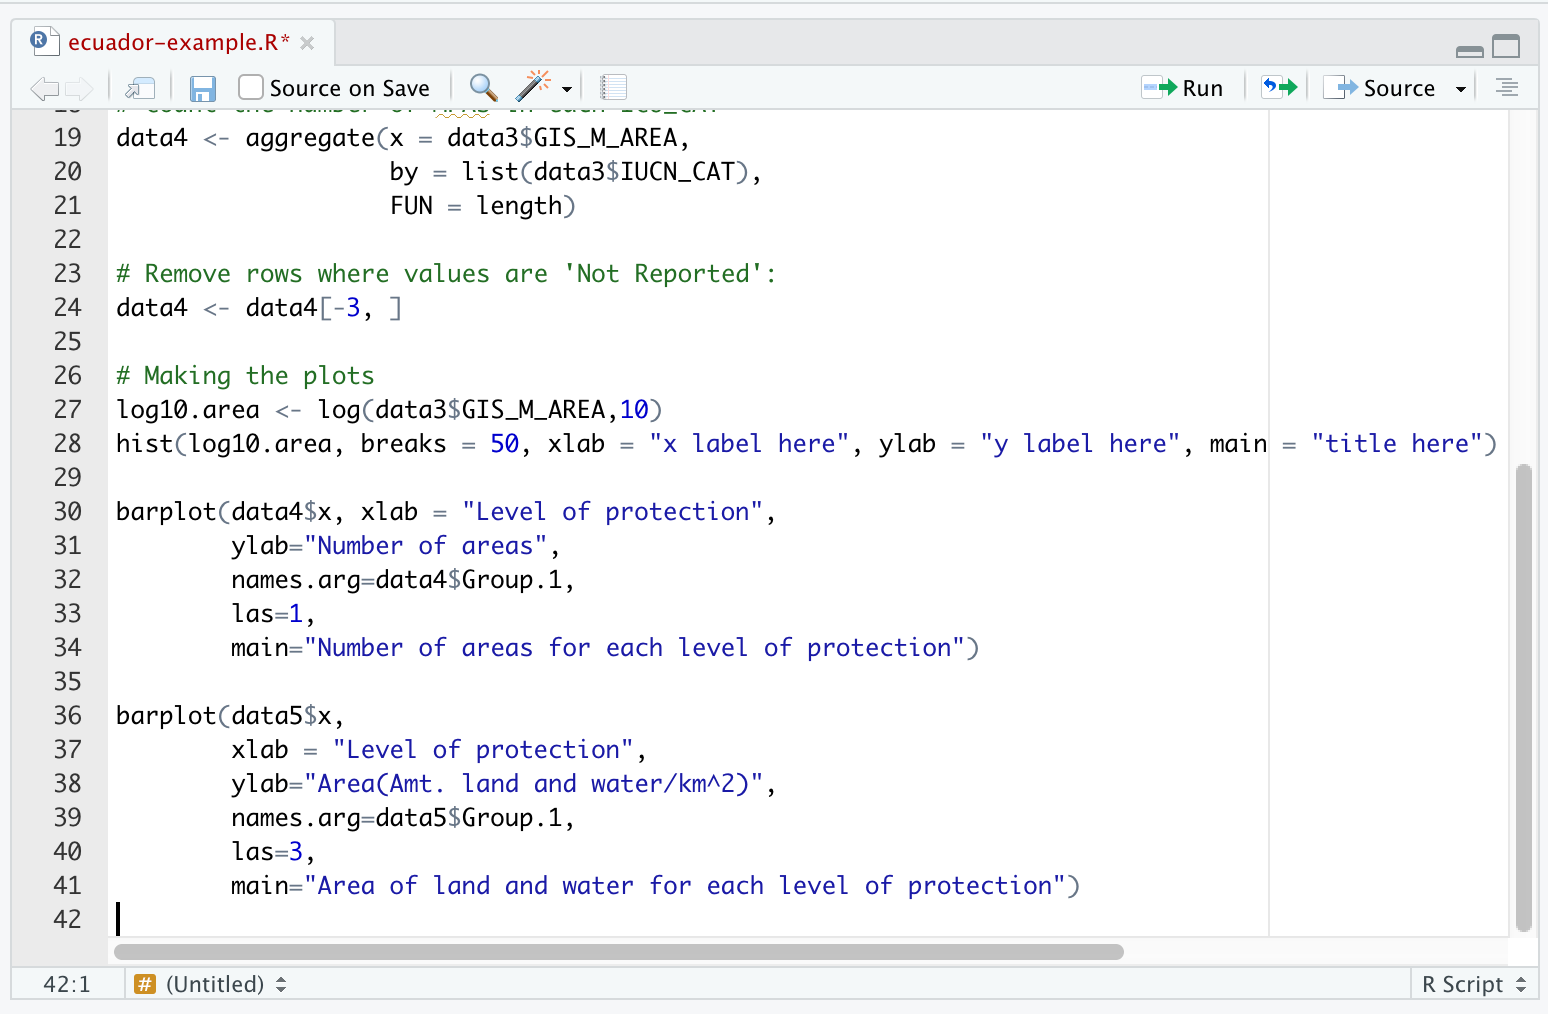 ecuador-example.R*
Source on Save Run Source
19 data4 <- aggregate(x = data3$GIS_M_AREA,
20 by = list(data3$IUCN_CAT),
21 FUN = length)
22
23 # Remove rows where values are 'Not Reported':
24 data4 <- data4[-3, ]
25
26 # Making the plots
27 log10.area <- log(data3$GIS_M_AREA,10)
28 hist(log10.area, breaks = 50, xlab = "x label here", ylab = "y label here", main = "title here")
29
30 barplot(data4$x, xlab = "Level of protection",
31 ylab="Number of areas",
32 names.arg=data4$Group.1,
33 las=1,
34 main="Number of areas for each level of protection")
35
36 barplot(data5$x,
37 xlab = "Level of protection",
38 ylab="Area(Amt. land and water/km^2)",
39 names.arg=data5$Group.1,
40 las=3,
41 main="Area of land and water for each level of protection")
42
42:1 # (Untitled) R Script